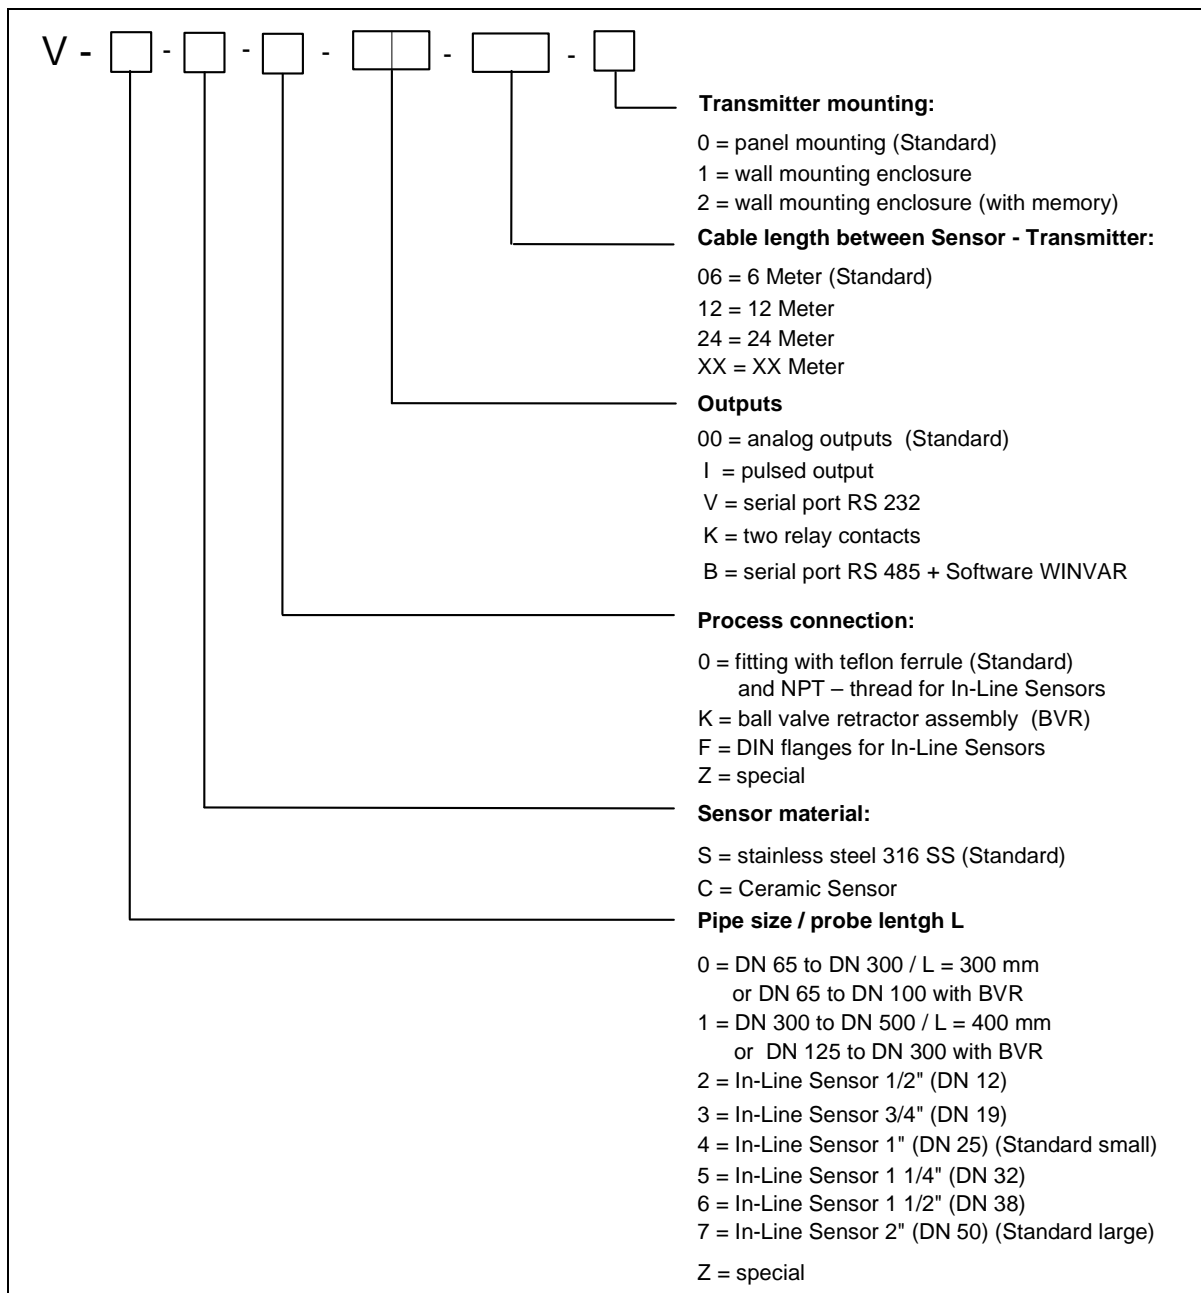 V - - - - - -
Transmitter mounting:
0 = panel mounting (Standard)
1 = wall mounting enclosure
2 = wall mounting enclosure (with memory)
Cable length between Sensor - Transmitter:
06 = 6 Meter (Standard)
12 = 12 Meter
24 = 24 Meter
XX = XX Meter
Outputs
00 = analog outputs (Standard)
I = pulsed output
V = serial port RS 232
K = two relay contacts
B = serial port RS 485 + Software WINVAR
Process connection:
0 = fitting with teflon ferrule (Standard)
and NPT – thread for In-Line Sensors
K = ball valve retractor assembly (BVR)
F = DIN flanges for In-Line Sensors
Z = special
Sensor material:
S = stainless steel 316 SS (Standard)
C = Ceramic Sensor
Pipe size / probe lentgh L
0 = DN 65 to DN 300 / L = 300 mm
or DN 65 to DN 100 with BVR
1 = DN 300 to DN 500 / L = 400 mm
or DN 125 to DN 300 with BVR
2 = In-Line Sensor 1/2" (DN 12)
3 = In-Line Sensor 3/4" (DN 19)
4 = In-Line Sensor 1" (DN 25) (Standard small)
5 = In-Line Sensor 1 1/4" (DN 32)
6 = In-Line Sensor 1 1/2" (DN 38)
7 = In-Line Sensor 2" (DN 50) (Standard large)
Z = special